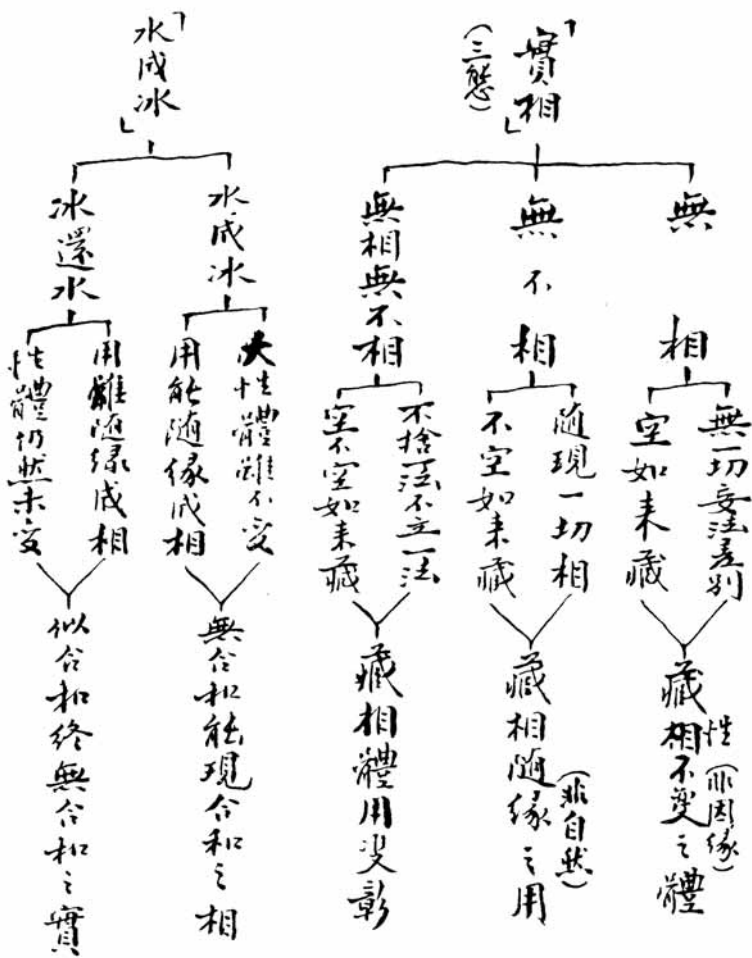 「實相」
(三態)
無相
無一切妄法差別
空如來藏
藏相不變之體
性
(非因緣)
無不相
隨現一切相
不空如來藏
藏相隨緣之用
(非自然)
無相無不相
不捨一法不立一法
空不空如來藏
藏相體用雙彰
「水成冰」
水成冰
性體雖不變
用能隨緣成相
無合和能現合和之相
冰還水
用雖隨緣成相
性體仍然未變
似合和終無合和之實